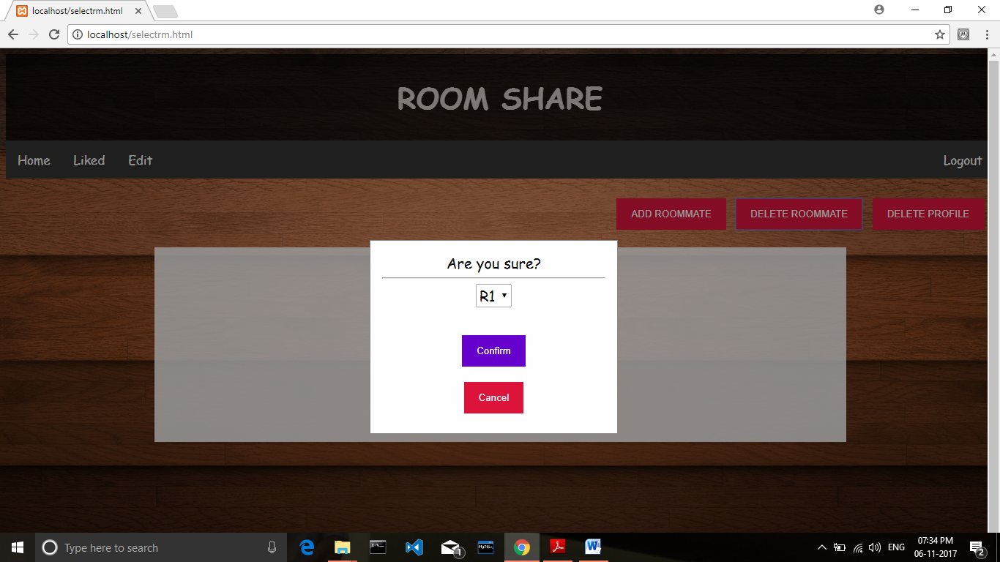 localhost/selectrm.html
localhost/selectrm.html
ROOM SHARE
Home Liked Edit Logout
ADD ROOMMATE DELETE ROOMMATE DELETE PROFILE
Are you sure?
R1
Confirm
Cancel
Type here to search
1
ENG
07:34 PM
06-11-2017
2